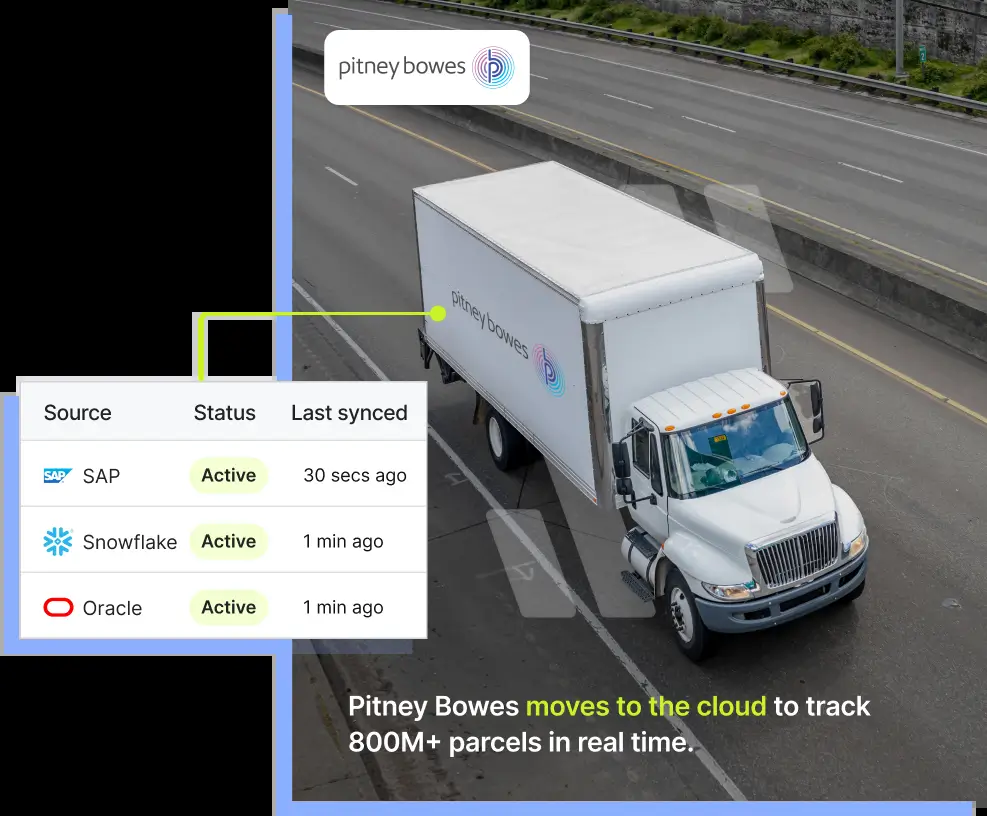 pitney bowes
pitney bowes
Source Status Last synced
SAP SAP Active 30 secs ago
Snowflake Active 1 min ago
Oracle Active 1 min ago
Pitney Bowes moves to the cloud to track
800M+ parcels in real time.